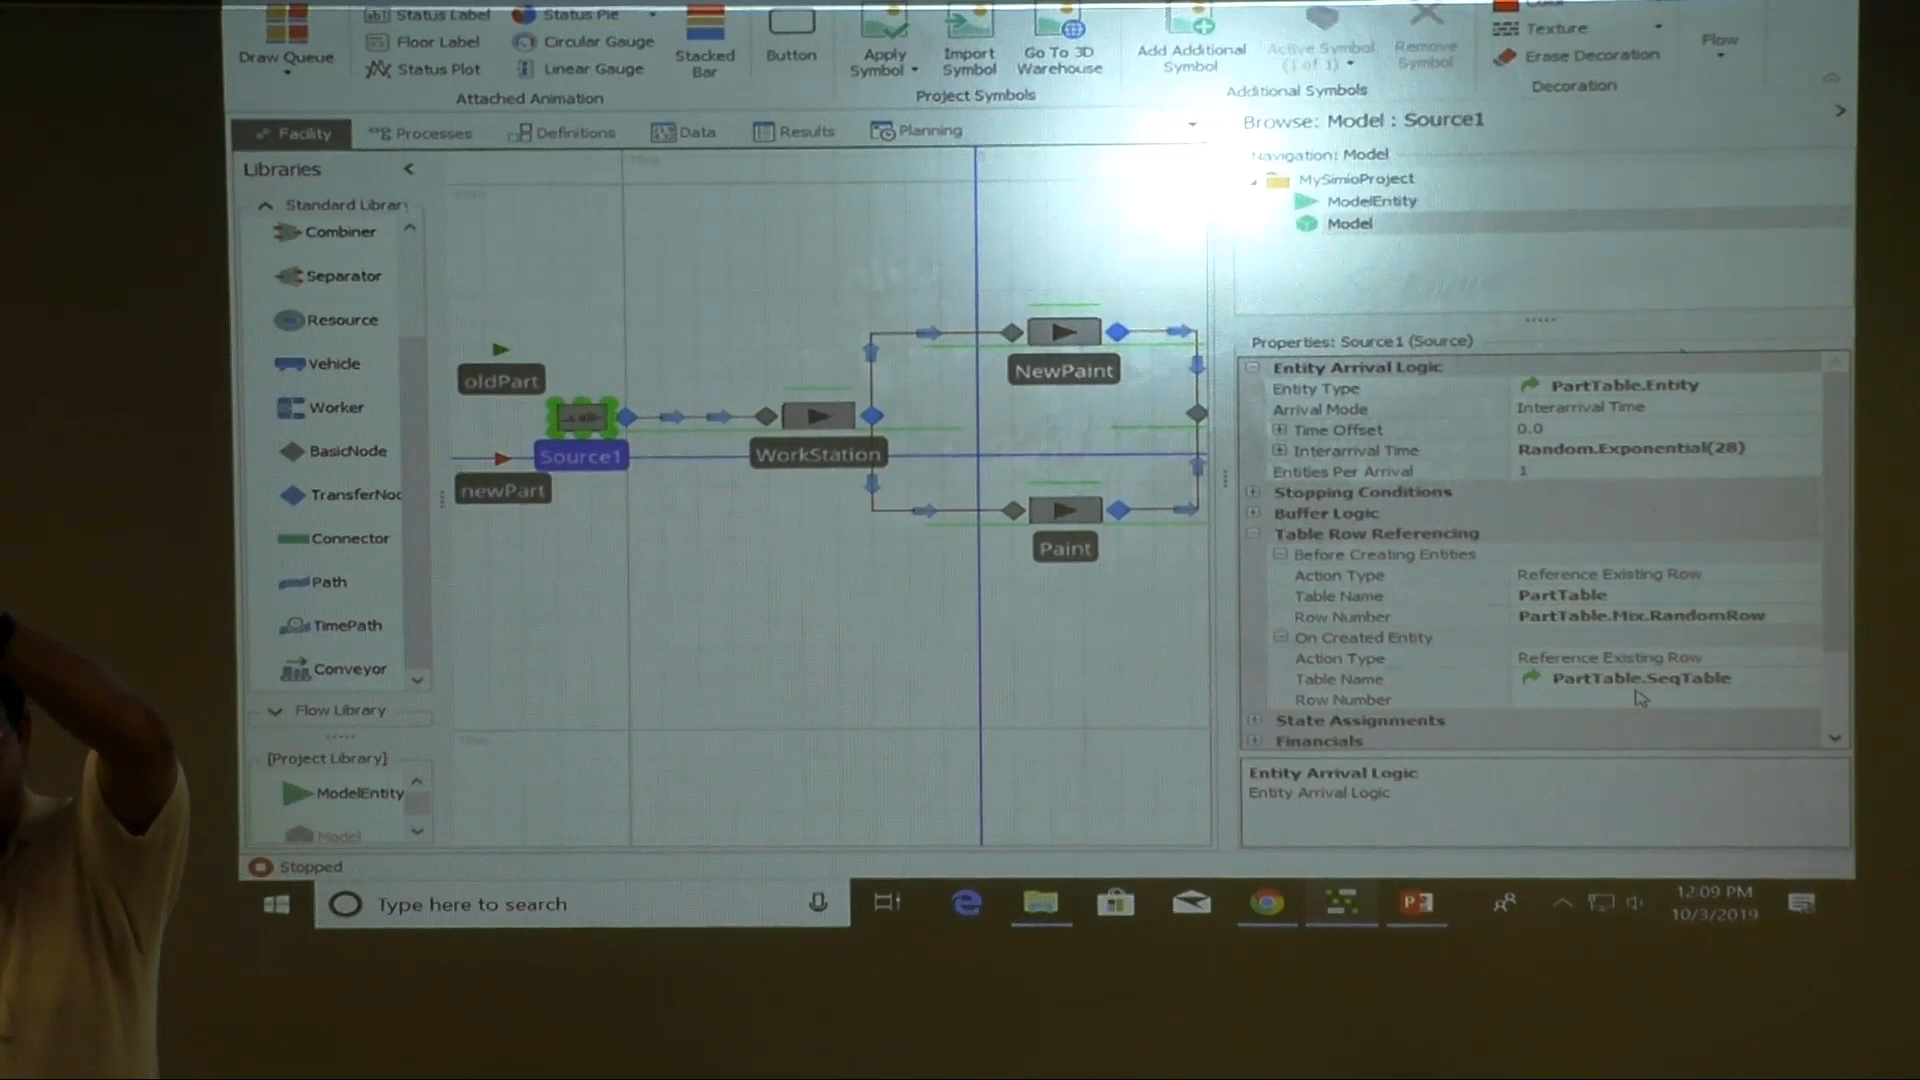 Draw Queue
Status Label
Floor Label
Status Plot
Status Pie
Circular Gauge
Linear Gauge
Stacked Bar
Attached Animation
Button
Apply Symbol
Import Symbol
Go To 3D Warehouse
Project Symbols
Add Additional Symbol
Active Symbol (1 of 1)
Remove Symbol
Additional Symbols
Texture
Erase Decoration
Decoration
Flow
Facility
Processes
Definitions
Data
Results
Planning
Libraries
Standard Library
Combiner
Separator
Resource
Vehicle
Worker
BasicNode
TransferNod
Connector
Path
TimePath
Conveyor
Flow Library
[Project Library]
ModelEntity
Model
Stopped
oldPart
Source1
newPart
WorkStation
NewPaint
Paint
Browse: Model : Source1
Navigation: Model
MySimioProject
ModelEntity
Model
Properties: Source1 (Source)
Entity Arrival Logic
Entity Type PartTable.Entity
Arrival Mode Interarrival Time
Time Offset 0.0
Interarrival Time Random.Exponential(28)
Entities Per Arrival 1
Stopping Conditions
Buffer Logic
Table Row Referencing
Before Creating Entities
Action Type Reference Existing Row
Table Name PartTable
Row Number PartTable.Mix.RandomRow
On Created Entity
Action Type Reference Existing Row
Table Name PartTable.SeqTable
Row Number
State Assignments
Financials
Entity Arrival Logic
Entity Arrival Logic
Type here to search
12:09 PM
10/3/2019